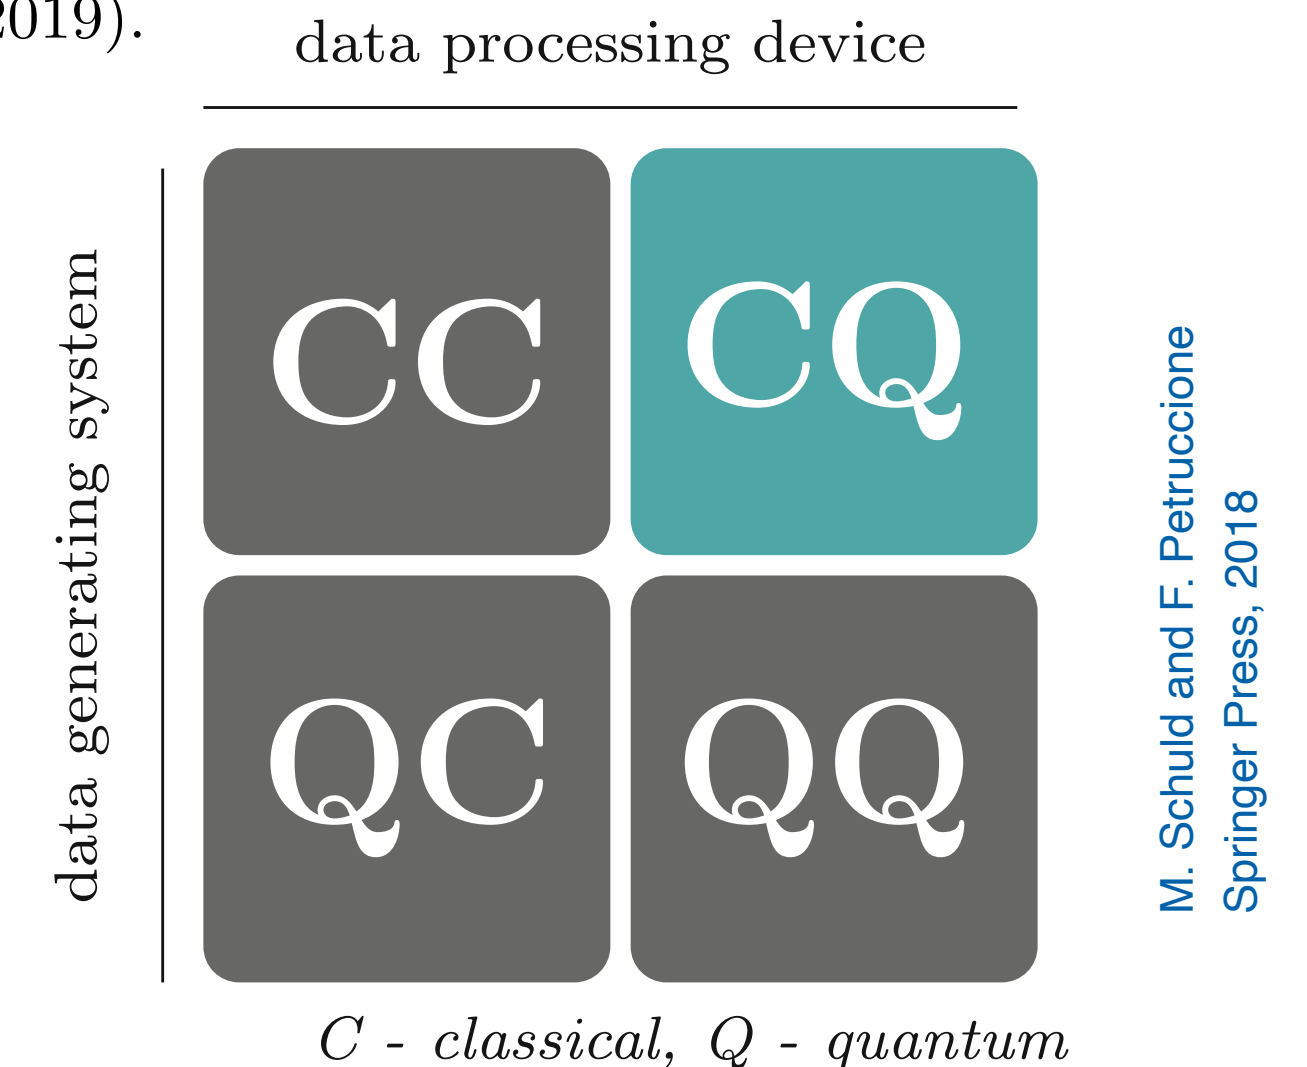 2019).
data processing device
data generating system
CC
CQ
QC
QQ
M. Schuld and F. Petruccione
Springer Press, 2018
C - classical, Q - quantum